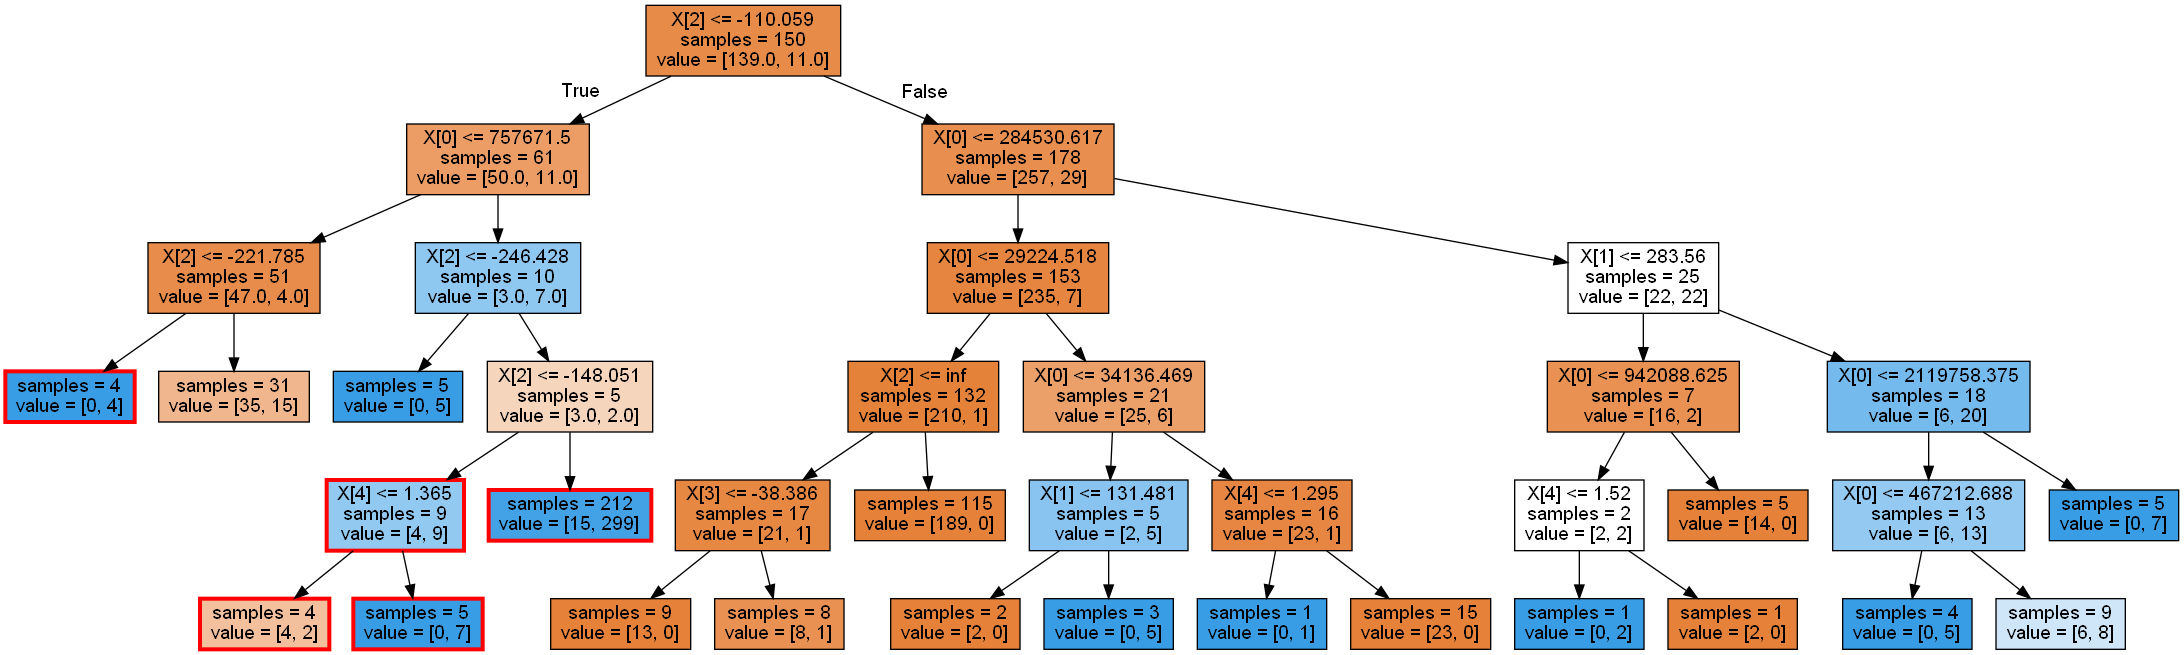 X[2] <= -110.059
samples = 150
value = [139.0, 11.0]
True
False
X[0] <= 757671.5
samples = 61
value = [50.0, 11.0]
X[0] <= 284530.617
samples = 178
value = [257, 29]
X[2] <= -221.785
samples = 51
value = [47.0, 4.0]
X[2] <= -246.428
samples = 10
value = [3.0, 7.0]
X[0] <= 29224.518
samples = 153
value = [235, 7]
X[1] <= 283.56
samples = 25
value = [22, 22]
samples = 4
value = [0, 4]
samples = 31
value = [35, 15]
samples = 5
value = [0, 5]
X[2] <= -148.051
samples = 5
value = [3.0, 2.0]
X[2] <= inf
samples = 132
value = [210, 1]
X[0] <= 34136.469
samples = 21
value = [25, 6]
X[0] <= 942088.625
samples = 7
value = [16, 2]
X[0] <= 2119758.375
samples = 18
value = [6, 20]
X[4] <= 1.365
samples = 9
value = [4, 9]
samples = 212
value = [15, 299]
X[3] <= -38.386
samples = 17
value = [21, 1]
samples = 115
value = [189, 0]
X[1] <= 131.481
samples = 5
value = [2, 5]
X[4] <= 1.295
samples = 16
value = [23, 1]
X[4] <= 1.52
samples = 2
value = [2, 2]
samples = 5
value = [14, 0]
X[0] <= 467212.688
samples = 13
value = [6, 13]
samples = 5
value = [0, 7]
samples = 4
value = [4, 2]
samples = 5
value = [0, 7]
samples = 9
value = [13, 0]
samples = 8
value = [8, 1]
samples = 2
value = [2, 0]
samples = 3
value = [0, 5]
samples = 1
value = [0, 1]
samples = 15
value = [23, 0]
samples = 1
value = [0, 2]
samples = 1
value = [2, 0]
samples = 4
value = [0, 5]
samples = 9
value = [6, 8]